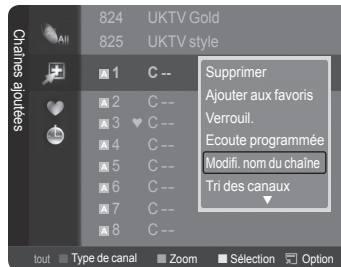 Chaînes ajoutées
All
824 UKTV Gold
825 UKTV style
A 1 C --
A 2 C --
A 3 ♥ C --
A 4 C --
A 5 C --
A 6 C --
A 7 C --
A 8 C --
Supprimer
Ajouter aux favoris
Verrouil.
Ecoute programmée
Modifi. nom du chaîne
Tri des canaux
▼
tout Type de canal Zoom Sélection Option